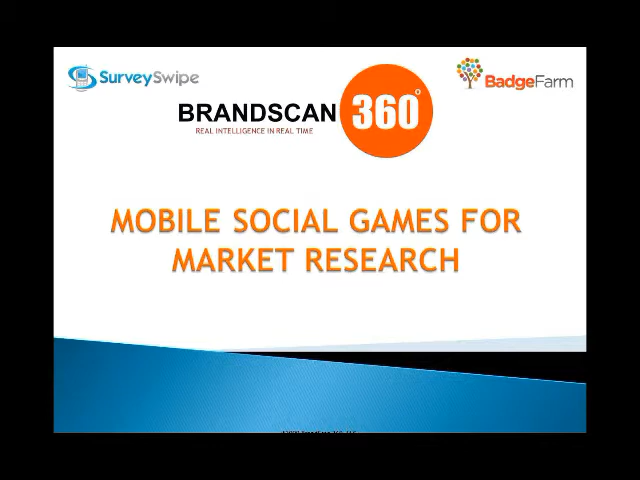 SurveySwipe
BadgeFarm
BRANDSCAN 360°
REAL INTELLIGENCE IN REAL TIME
MOBILE SOCIAL GAMES FOR
MARKET RESEARCH